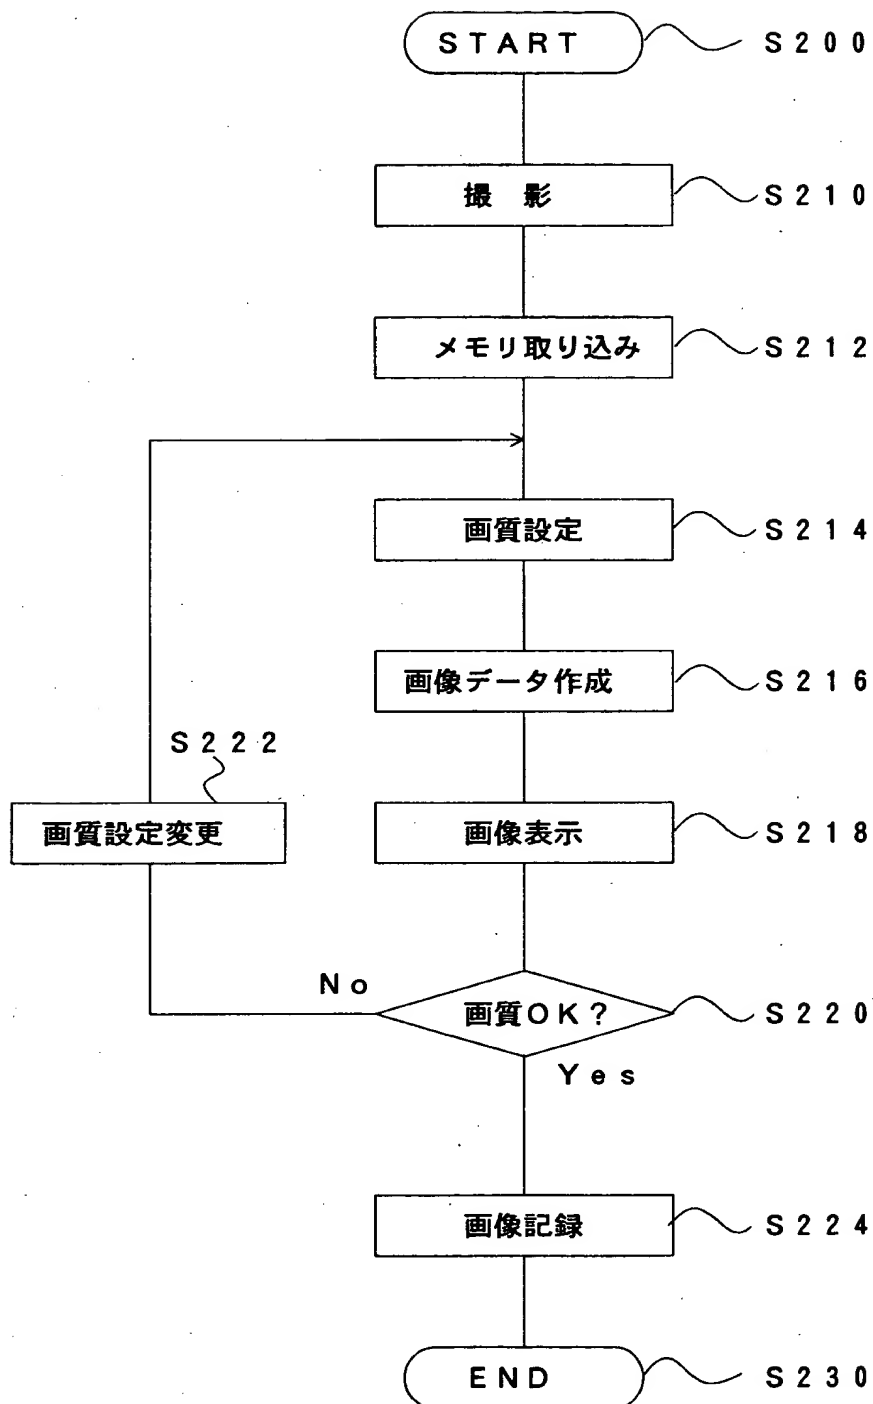 START S200
撮 影 S210
メモリ取り込み S212
画質設定 S214
画像データ作成 S216
S222
画質設定変更
画像表示 S218
No
画質OK? S220
Yes
画像記録 S224
END S230